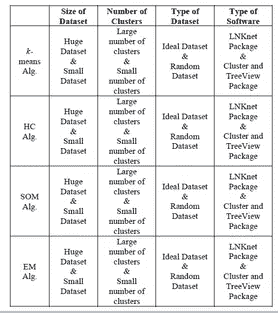 Size of Dataset
Number of Clusters
Type of Dataset
Type of Software
k-means Alg.
Huge Dataset & Small Dataset
Large number of clusters & Small number of clusters
Ideal Dataset & Random Dataset
LNKnet Package & Cluster and TreeView Package
HC Alg.
Huge Dataset & Small Dataset
Large number of clusters & Small number of clusters
Ideal Dataset & Random Dataset
LNKnet Package & Cluster and TreeView Package
SOM Alg.
Huge Dataset & Small Dataset
Large number of clusters & Small number of clusters
Ideal Dataset & Random Dataset
LNKnet Package & Cluster and TreeView Package
EM Alg.
Huge Dataset & Small Dataset
Large number of clusters & Small number of clusters
Ideal Dataset & Random Dataset
LNKnet Package & Cluster and TreeView Package